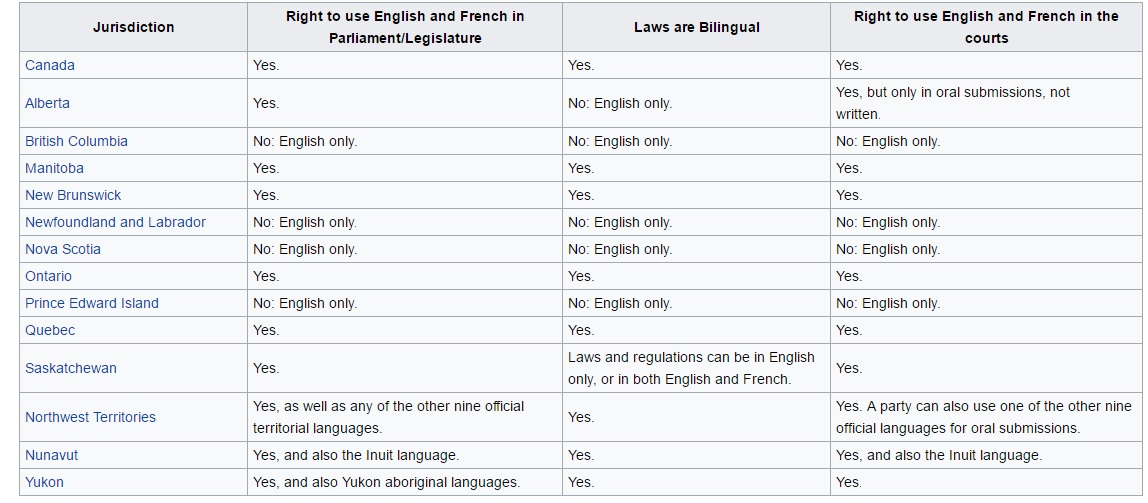 Jurisdiction
Right to use English and French in
Parliament/Legislature
Laws are Bilingual
Right to use English and French in the
courts
Canada
Yes.
Yes.
Yes.
Alberta
Yes.
No: English only.
Yes, but only in oral submissions, not
written.
British Columbia
No: English only.
No: English only.
No: English only.
Manitoba
Yes.
Yes.
Yes.
New Brunswick
Yes.
Yes.
Yes.
Newfoundland and Labrador
No: English only.
No: English only.
No: English only.
Nova Scotia
No: English only.
No: English only.
No: English only.
Ontario
Yes.
Yes.
Yes.
Prince Edward Island
No: English only.
No: English only.
No: English only.
Quebec
Yes.
Yes.
Yes.
Saskatchewan
Yes.
Laws and regulations can be in English
only, or in both English and French.
Yes.
Northwest Territories
Yes, as well as any of the other nine official
territorial languages.
Yes.
Yes. A party can also use one of the other nine
official languages for oral submissions.
Nunavut
Yes, and also the Inuit language.
Yes.
Yes, and also the Inuit language.
Yukon
Yes, and also Yukon aboriginal languages.
Yes.
Yes.